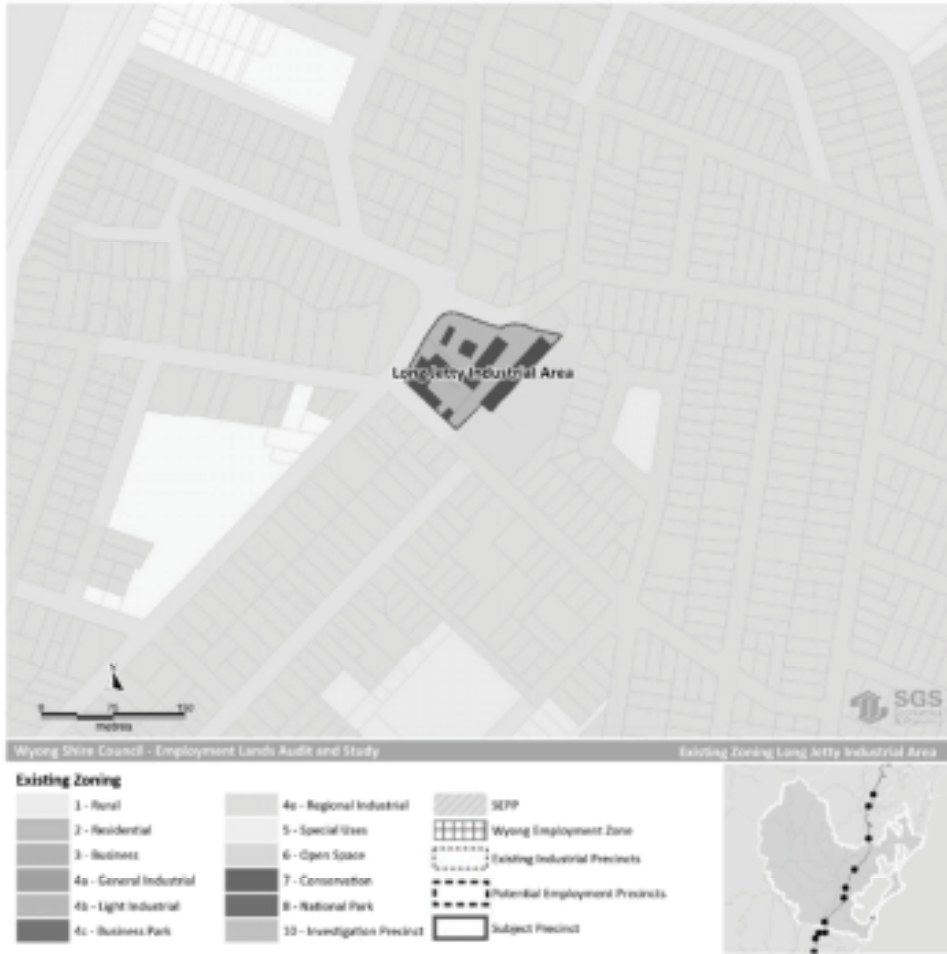 Long Jetty Industrial Area
N
0 75 150
metres
SGS
Wyong Shire Council - Employment Lands Audit and Study
Existing Zoning Long Jetty Industrial Area
Existing Zoning
1 - Rural
2 - Residential
3 - Business
4a - General Industrial
4b - Light Industrial
4c - Business Park
4e - Regional Industrial
5 - Special Uses
6 - Open Space
7 - Conservation
8 - National Park
10 - Investigation Precinct
SEPP
Wyong Employment Zone
Existing Industrial Precincts
Potential Employment Precincts
Subject Precinct